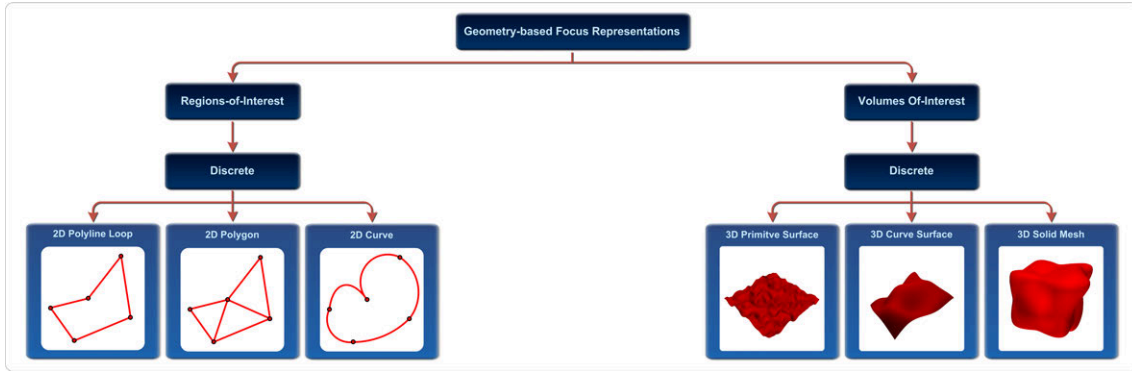 Geometry-based Focus Representations
Regions-of-Interest
Volumes Of-Interest
Discrete
Discrete
2D Polyline Loop
2D Polygon
2D Curve
3D Primitve Surface
3D Curve Surface
3D Solid Mesh